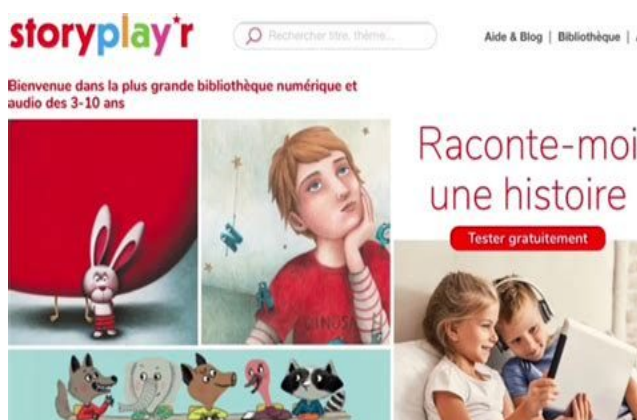 storyplay'r
Rechercher titre, thème...
Aide & Blog | Bibliothèque |
Bienvenue dans la plus grande bibliothèque numérique et
audio des 3-10 ans
Raconte-moi
une histoire
Tester gratuitement